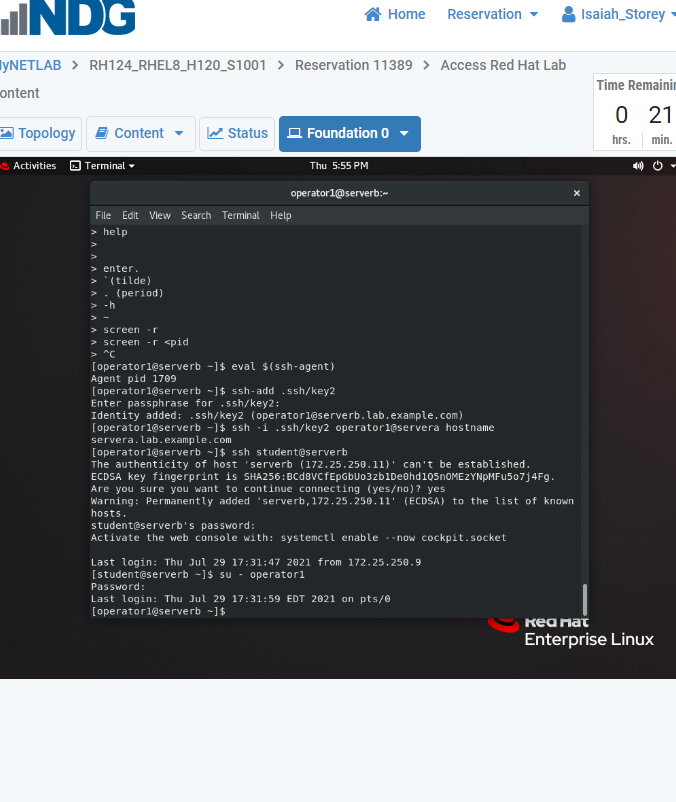 NDG
Home
Reservation
Isaiah_Storey
MyNETLAB > RH124_RHEL8_H120_S1001 > Reservation 11389 > Access Red Hat Lab
Content
Time Remaining
0
21
hrs.
min.
Topology
Content
Status
Foundation 0
Activities
Terminal
Thu 5:55 PM
operator1@serverb:~
×
File Edit View Search Terminal Help
> help
>
>
> enter.
> `(tilde)
> . (period)
> -h
> ~
> screen -r
> screen -r <pid
> ^C
[operator1@serverb ~]$ eval $(ssh-agent)
Agent pid 1709
[operator1@serverb ~]$ ssh-add .ssh/key2
Enter passphrase for .ssh/key2:
Identity added: .ssh/key2 (operator1@serverb.lab.example.com)
[operator1@serverb ~]$ ssh -i .ssh/key2 operator1@servera hostname
servera.lab.example.com
[operator1@serverb ~]$ ssh student@serverb
The authenticity of host 'serverb (172.25.250.11)' can't be established.
ECDSA key fingerprint is SHA256:BCd8VCfEpGbUo3zb1De0hd1Q5nOMEzYNpMFu5o7j4Fg.
Are you sure you want to continue connecting (yes/no)? yes
Warning: Permanently added 'serverb,172.25.250.11' (ECDSA) to the list of known
hosts.
student@serverb's password:
Activate the web console with: systemctl enable --now cockpit.socket
Last login: Thu Jul 29 17:31:47 2021 from 172.25.250.9
[student@serverb ~]$ su - operator1
Password:
Last login: Thu Jul 29 17:31:59 EDT 2021 on pts/0
[operator1@serverb ~]$
Red Hat
Enterprise Linux